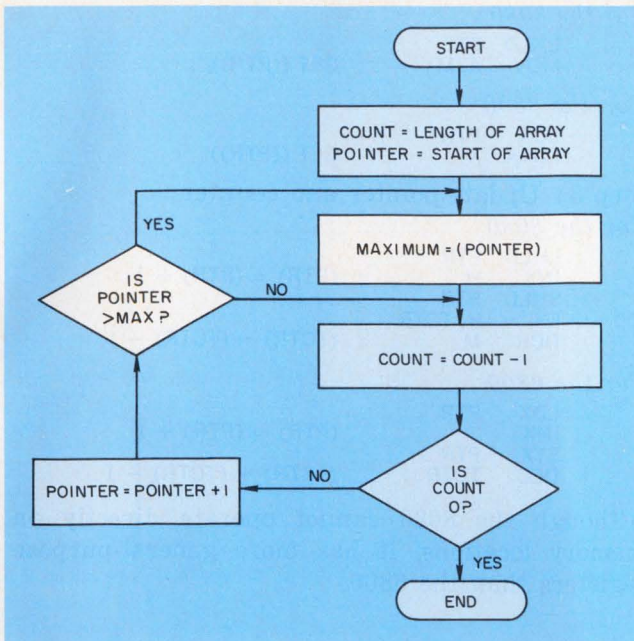 START
COUNT = LENGTH OF ARRAY
POINTER = START OF ARRAY
YES
MAXIMUM = (POINTER)
IS
POINTER
>MAX?
NO
COUNT = COUNT - 1
IS
COUNT
0?
NO
POINTER = POINTER + 1
YES
END